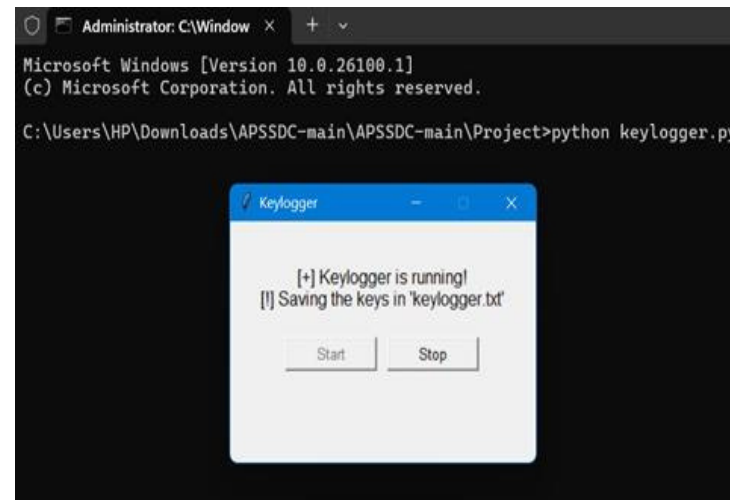 Administrator: C:\Window
Microsoft Windows [Version 10.0.26100.1]
(c) Microsoft Corporation. All rights reserved.
C:\Users\HP\Downloads\APSSDC-main\APSSDC-main\Project>python keylogger.py
Keylogger
[+] Keylogger is running!
[!] Saving the keys in 'keylogger.txt'
Start Stop